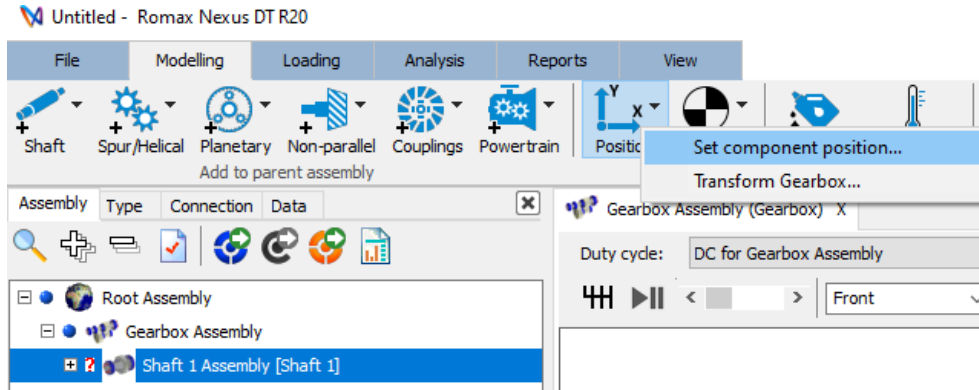 Untitled - Romax Nexus DT R20
File Modelling Loading Analysis Reports View
Shaft Spur/Helical Planetary Non-parallel Couplings Powertrain
Set component position...
Add to parent assembly
Transform Gearbox...
Assembly Type Connection Data
Gearbox Assembly (Gearbox) X
Duty cycle: DC for Gearbox Assembly
Front
Root Assembly
Gearbox Assembly
Shaft 1 Assembly [Shaft 1]